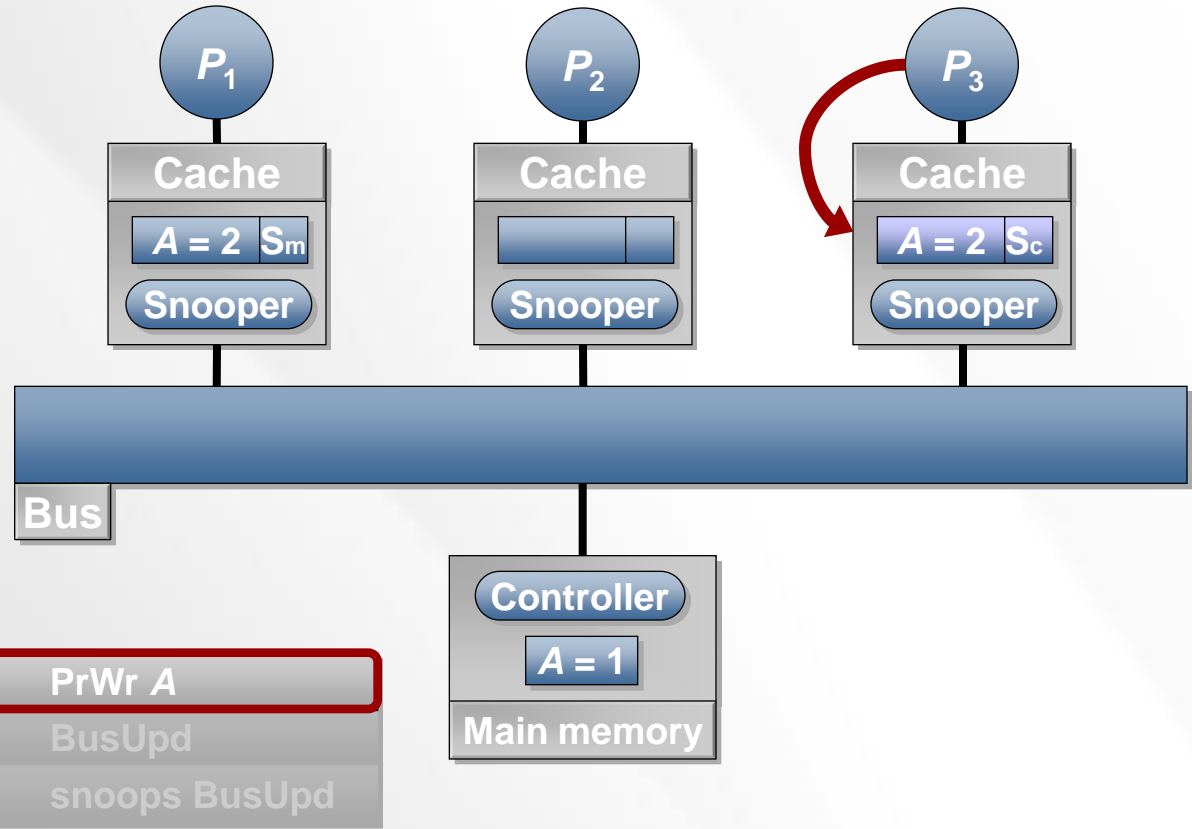 P1 P2 P3
Cache Cache Cache
A = 2 Sm A = 2 Sc
Snooper Snooper Snooper
Bus
Controller
A = 1
Main memory
PrWr A
BusUpd
snoops BusUpd